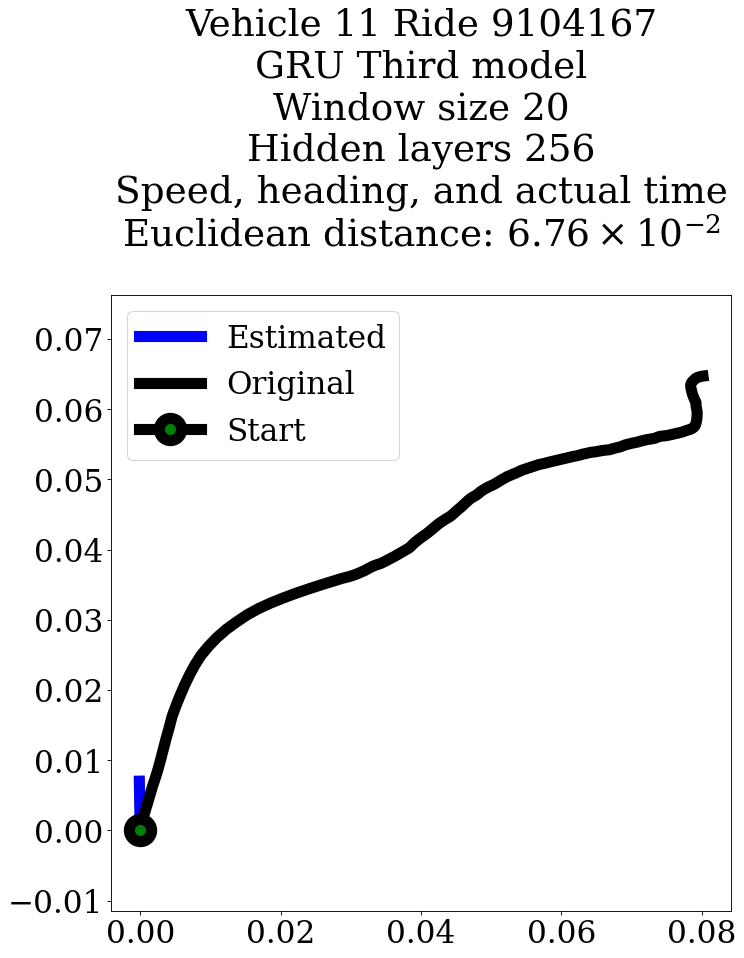 Vehicle 11 Ride 9104167
GRU Third model
Window size 20
Hidden layers 256
Speed, heading, and actual time
Euclidean distance: 6.76 × 10⁻²
Estimated
Original
Start
0.07
0.06
0.05
0.04
0.03
0.02
0.01
0.00
−0.01
0.00 0.02 0.04 0.06 0.08